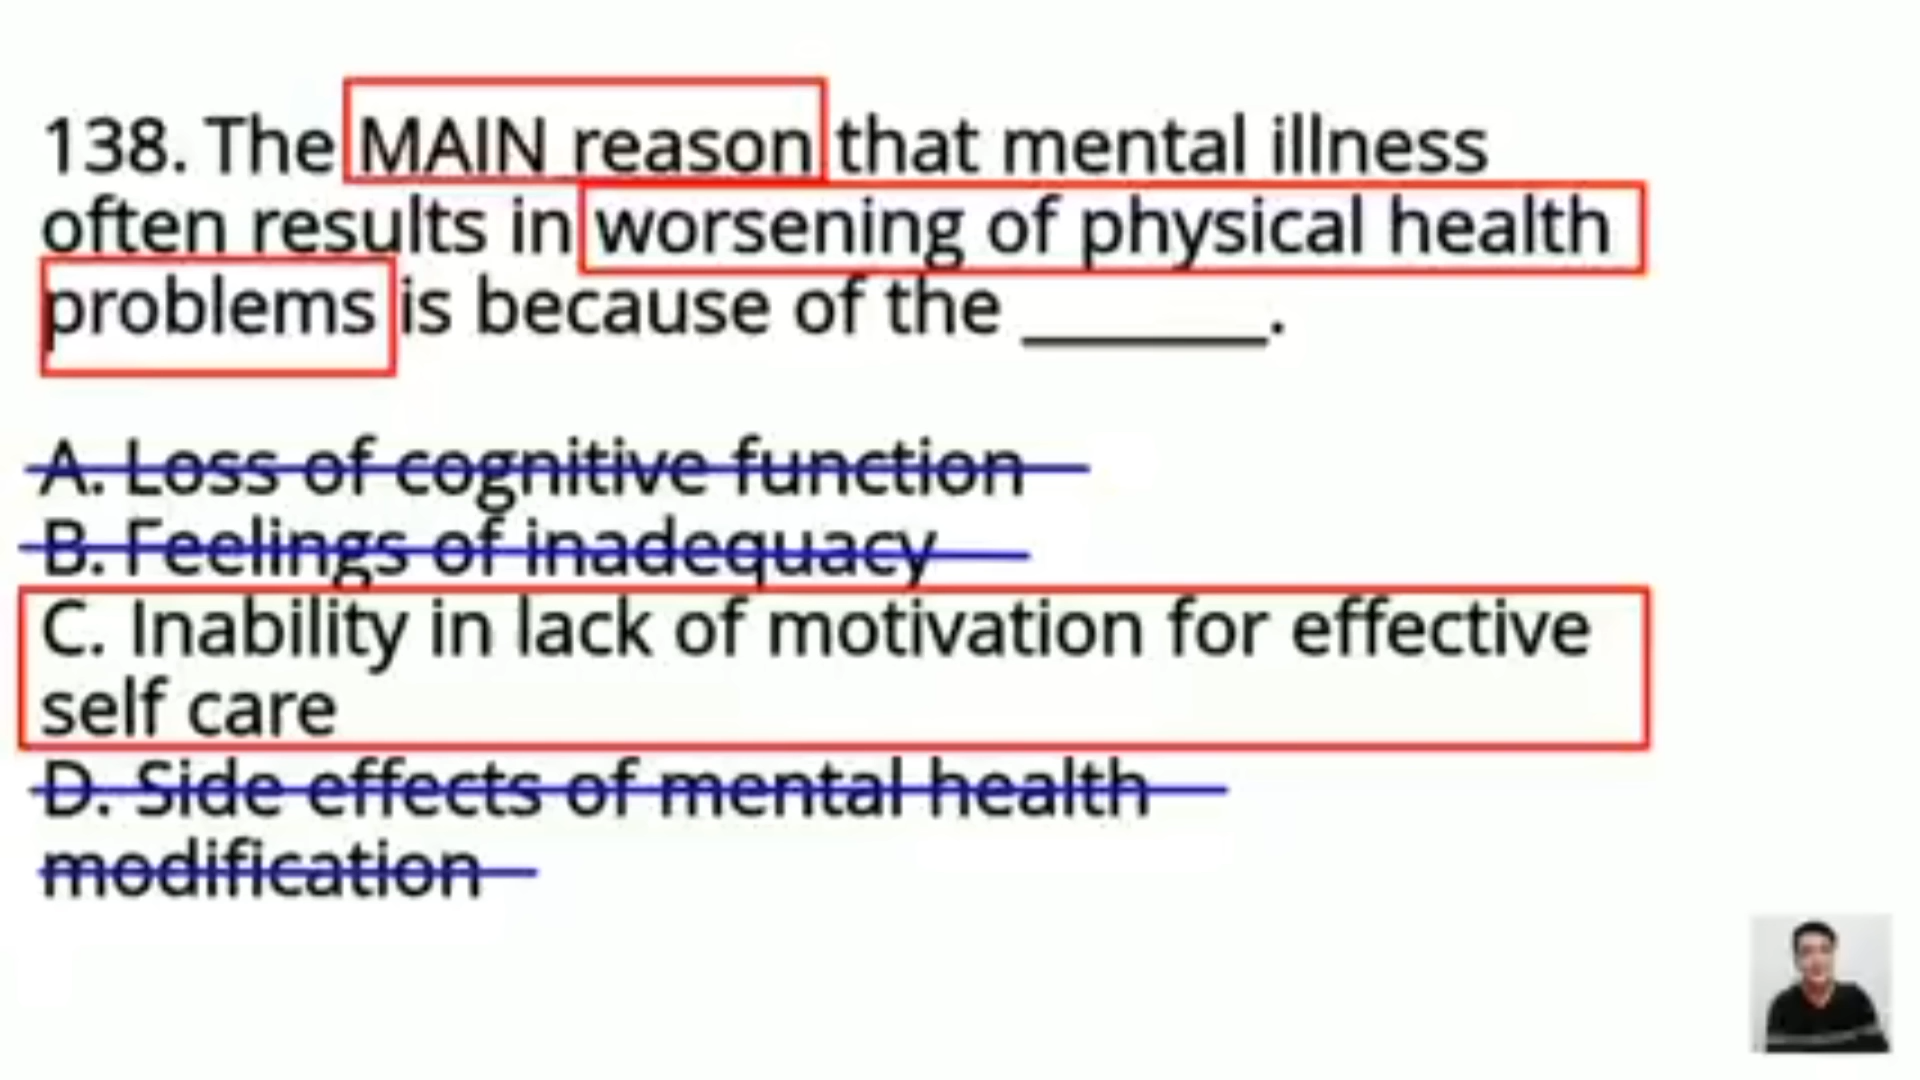 138. The MAIN reason that mental illness
often results in worsening of physical health
problems is because of the ________.
A. Loss of cognitive function
B. Feelings of inadequacy
C. Inability in lack of motivation for effective
self care
D. Side effects of mental health
modification